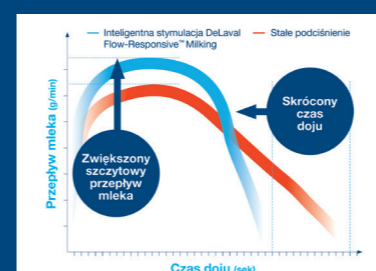 Inteligentna stymulacja DeLaval
Flow-Responsive™ Milking
Stałe podciśnienie
Skrócony
czas
doju
Zwiększony
szczytowy
przepływ
mleka
Przepływ mleka (g/min)
Czas doju (sek)